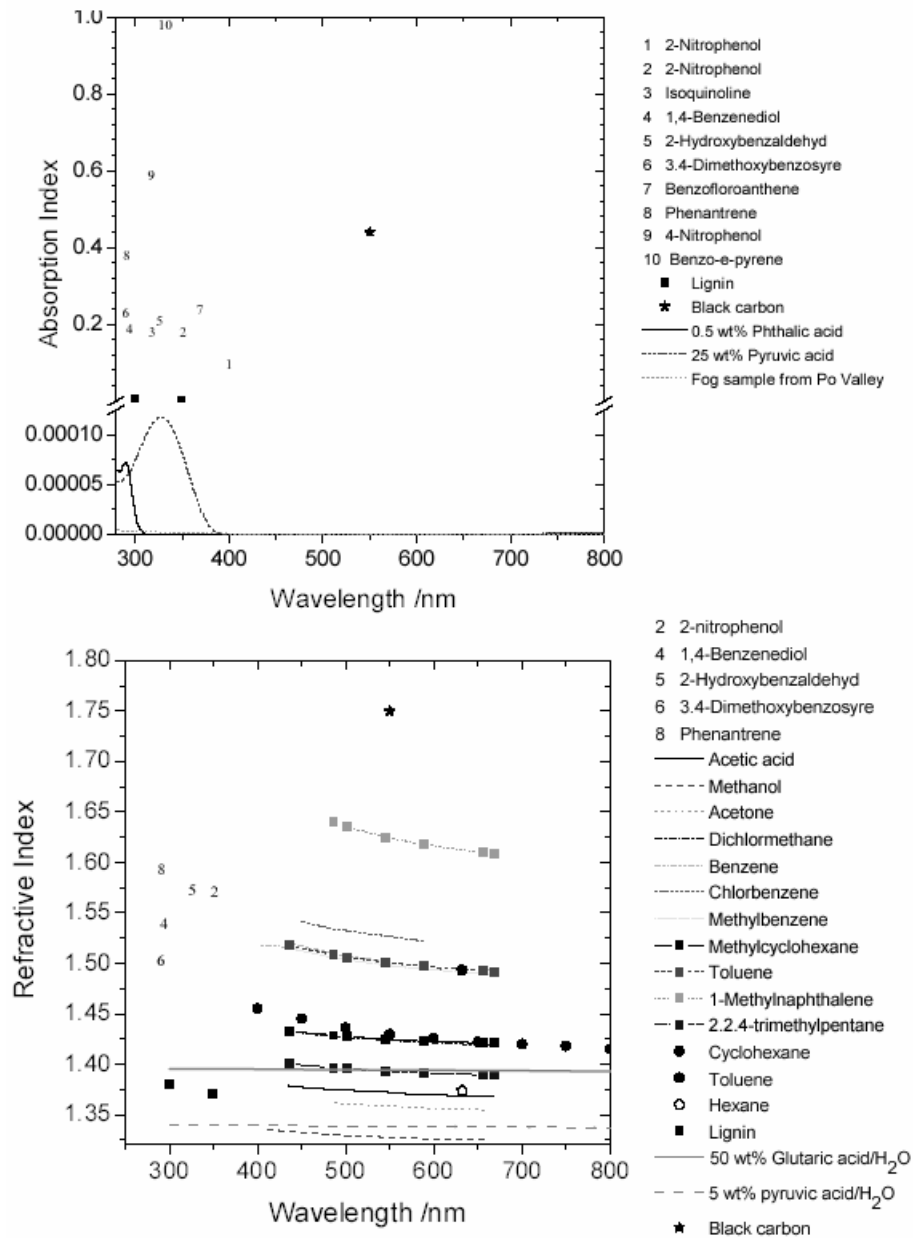 1.0
0.8
0.6
0.4
0.2
0.00010
0.00005
0.00000
Absorption Index
10
9
8
6
4
5
3
2
7
1
300 400 500 600 700 800
Wavelength /nm
1 2-Nitrophenol
2 2-Nitrophenol
3 Isoquinoline
4 1,4-Benzenediol
5 2-Hydroxybenzaldehyd
6 3.4-Dimethoxybenzosyre
7 Benzofloroanthene
8 Phenantrene
9 4-Nitrophenol
10 Benzo-e-pyrene
Lignin
Black carbon
0.5 wt% Phthalic acid
25 wt% Pyruvic acid
Fog sample from Po Valley
1.80
1.75
1.70
1.65
1.60
1.55
1.50
1.45
1.40
1.35
Refractive Index
8
5
2
4
6
300 400 500 600 700 800
Wavelength /nm
2 2-nitrophenol
4 1,4-Benzenediol
5 2-Hydroxybenzaldehyd
6 3.4-Dimethoxybenzosyre
8 Phenantrene
Acetic acid
Methanol
Acetone
Dichlormethane
Benzene
Chlorbenzene
Methylbenzene
Methylcyclohexane
Toluene
1-Methylnaphthalene
2.2.4-trimethylpentane
Cyclohexane
Toluene
Hexane
Lignin
50 wt% Glutaric acid/H2O
5 wt% pyruvic acid/H2O
Black carbon